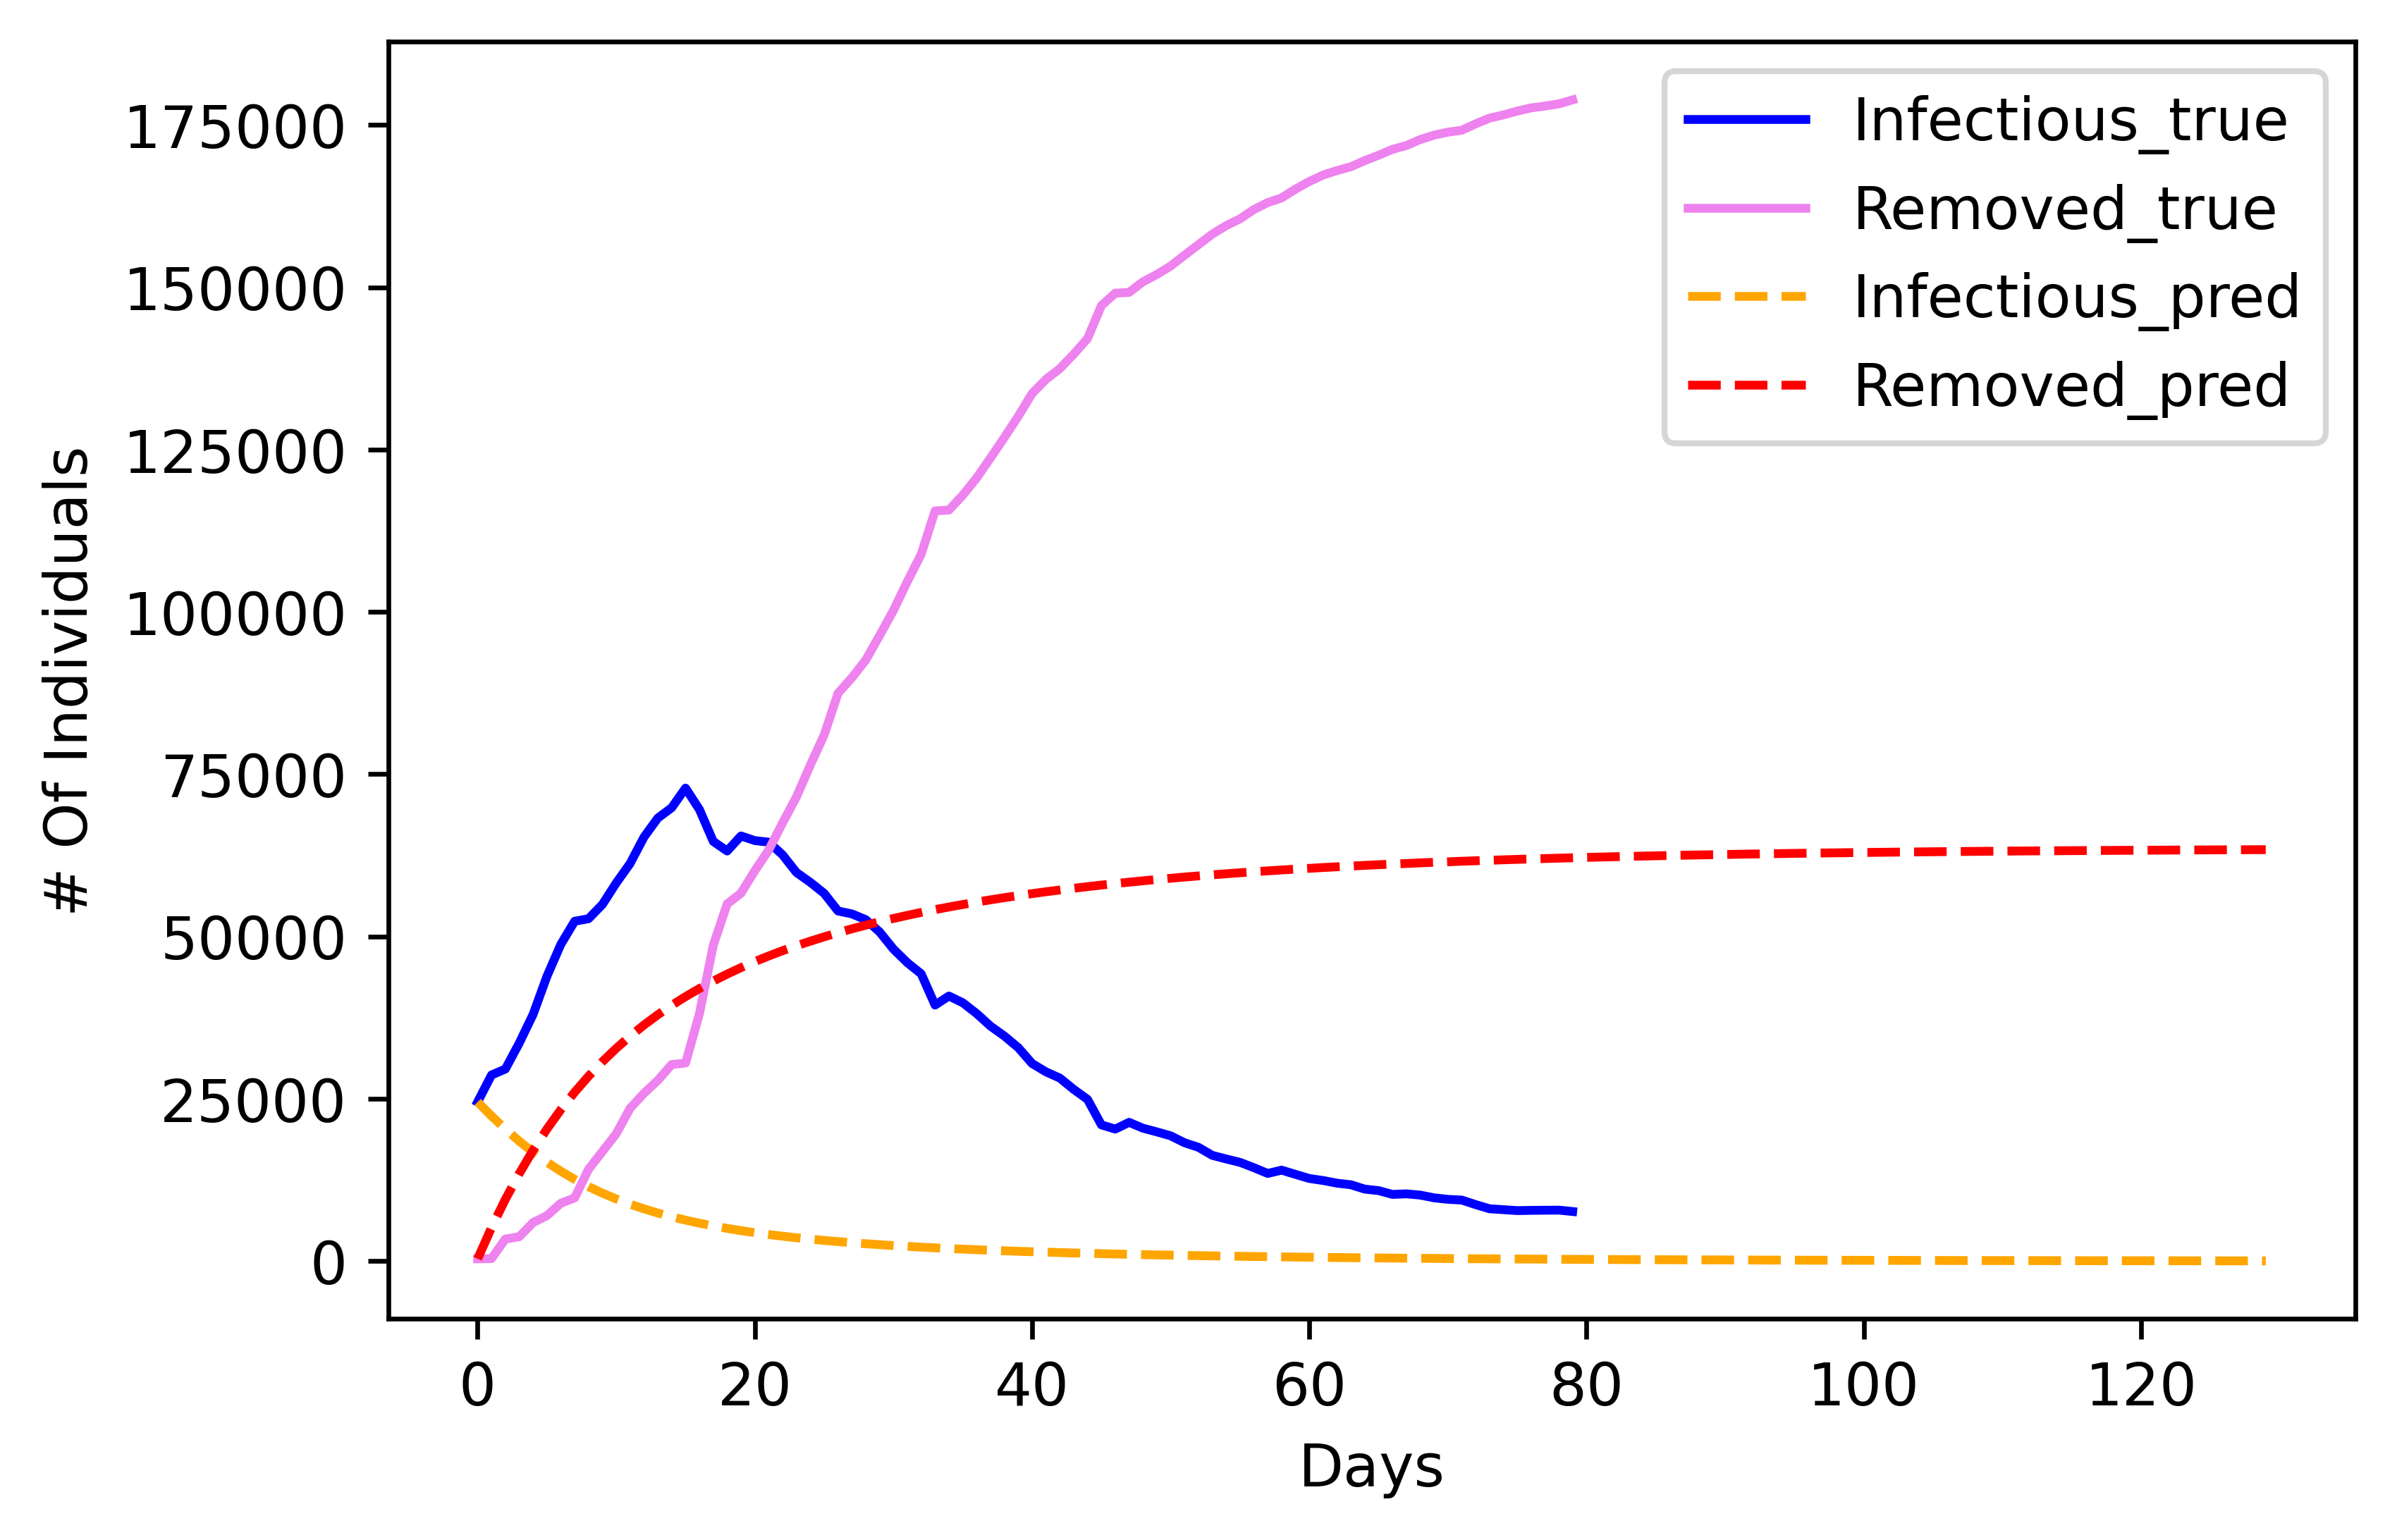 # Of Individuals
175000
150000
125000
100000
75000
50000
25000
0
Infectious_true
Removed_true
Infectious_pred
Removed_pred
0 20 40 60 80 100 120
Days